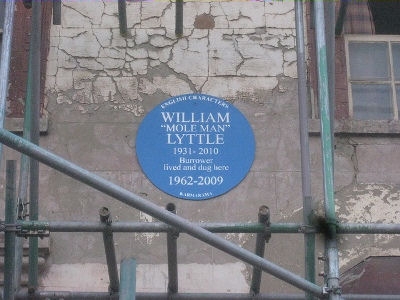 ENGLISH CHARACTERS
WILLIAM
"MOLE MAN"
LYTTLE
1931- 2010
Burrower
lived and dug here
1962-2009